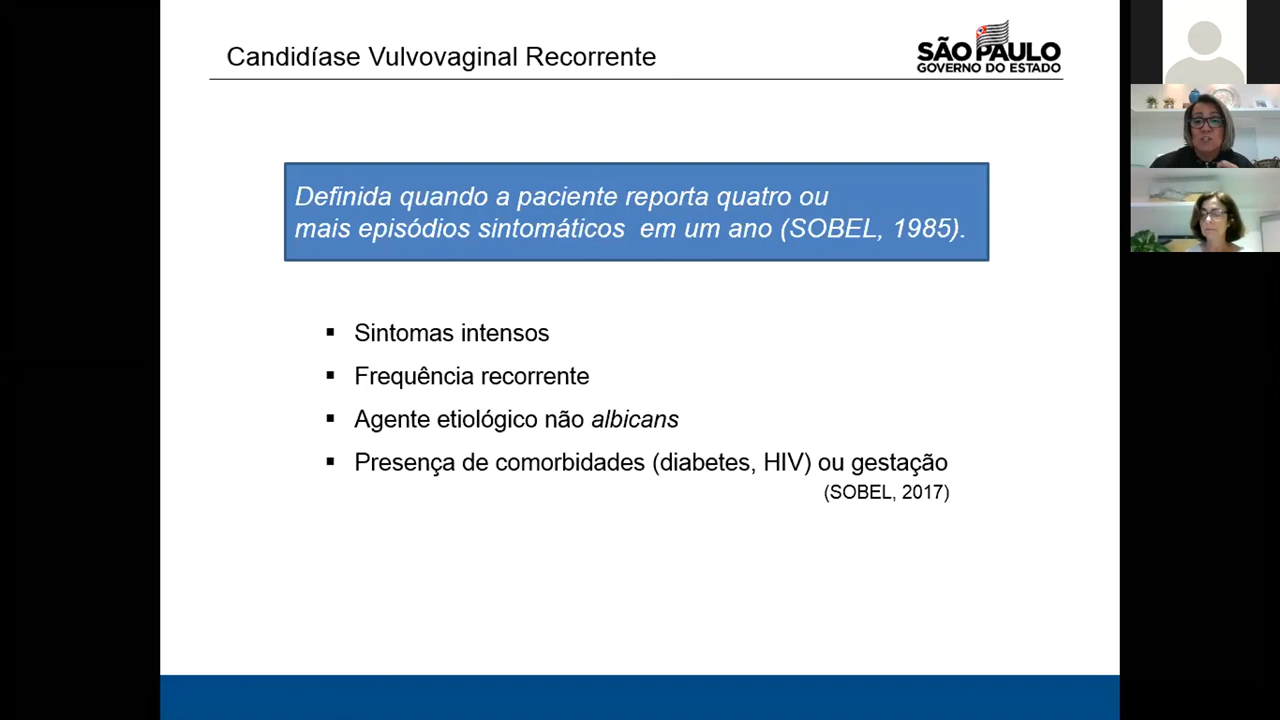 Candidíase Vulvovaginal Recorrente
SÃO PAULO
GOVERNO DO ESTADO
Definida quando a paciente reporta quatro ou
mais episódios sintomáticos em um ano (SOBEL, 1985).
▪ Sintomas intensos
▪ Frequência recorrente
▪ Agente etiológico não albicans
▪ Presença de comorbidades (diabetes, HIV) ou gestação
(SOBEL, 2017)